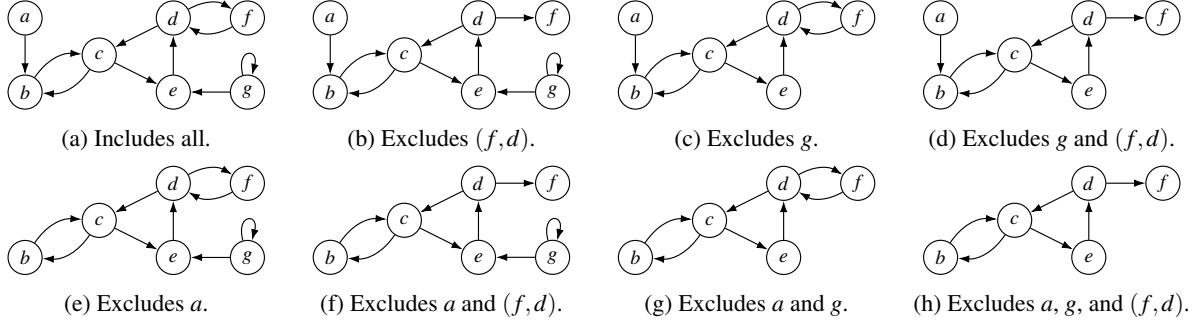 a
d
f
c
b
e
g
(a) Includes all.
a
d
f
c
b
e
g
(b) Excludes (f,d).
a
d
f
c
b
e
(c) Excludes g.
a
d
f
c
b
e
(d) Excludes g and (f,d).
d
f
c
b
e
g
(e) Excludes a.
d
f
c
b
e
g
(f) Excludes a and (f,d).
d
f
c
b
e
(g) Excludes a and g.
d
f
c
b
e
(h) Excludes a, g, and (f,d).